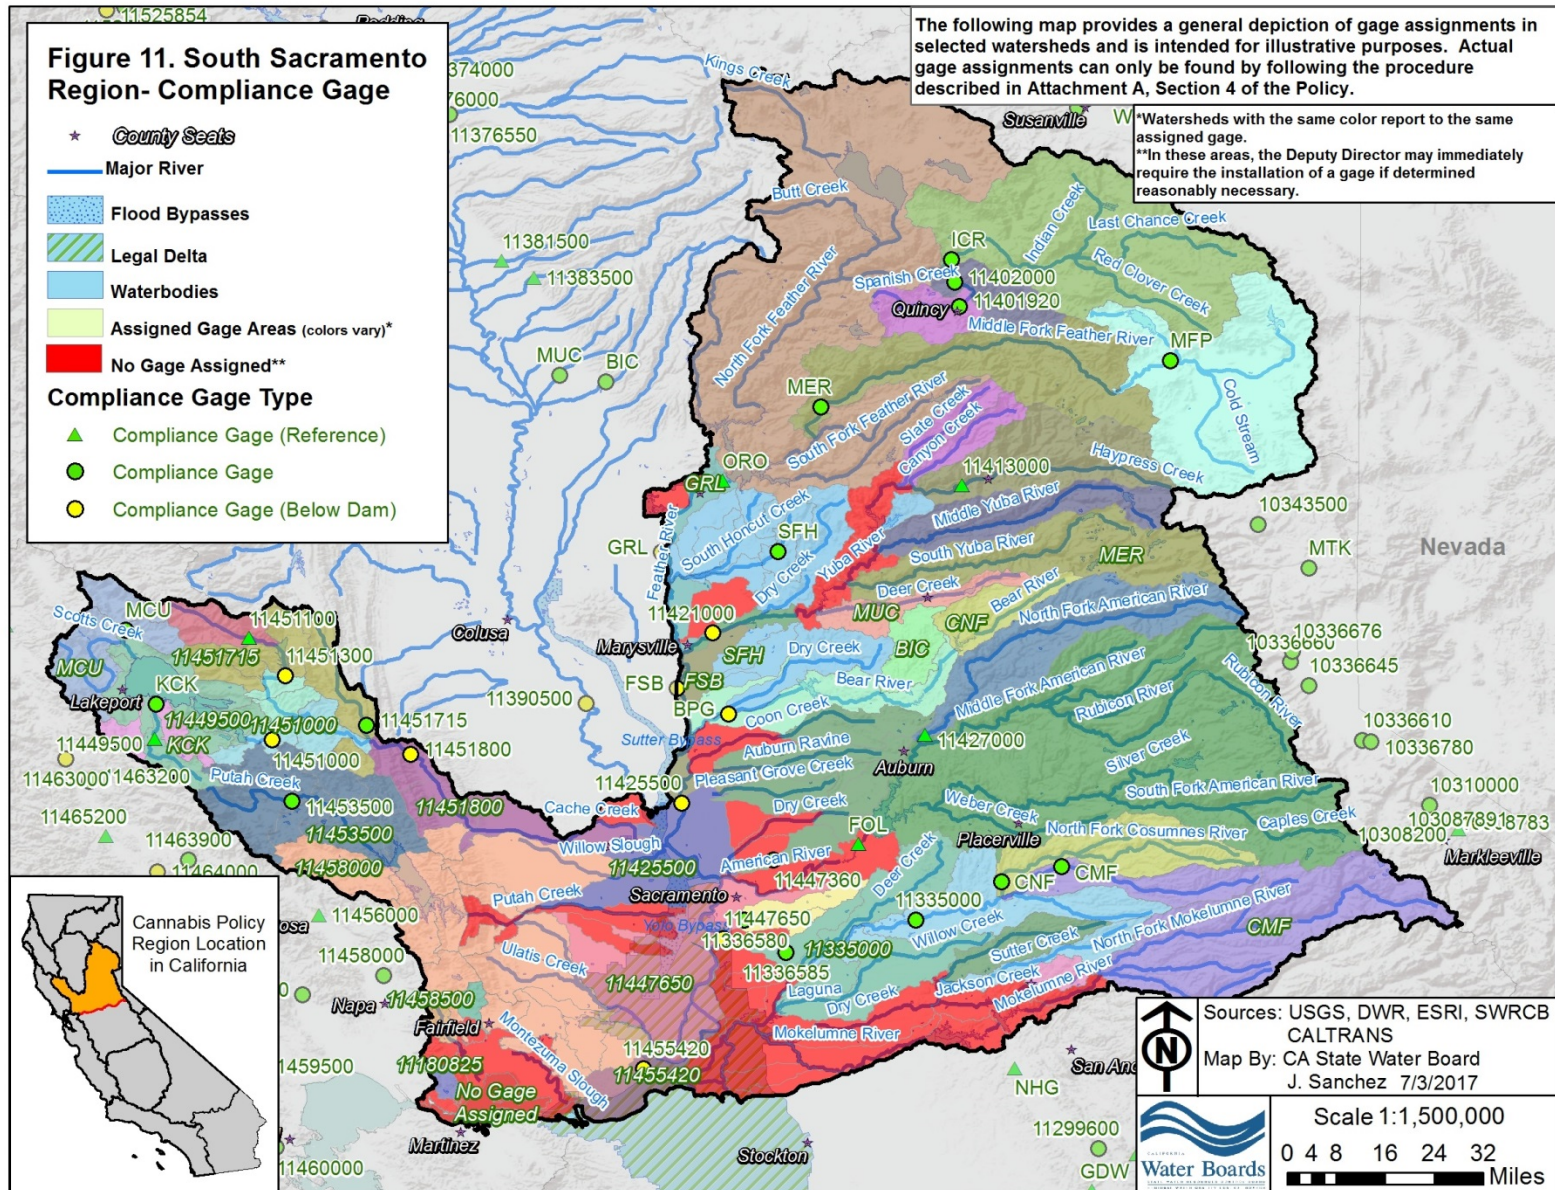 11525854
Redding
Figure 11. South Sacramento
Region- Compliance Gage
County Seats
Major River
Flood Bypasses
Legal Delta
Waterbodies
Assigned Gage Areas (colors vary)*
No Gage Assigned**
Compliance Gage Type
Compliance Gage (Reference)
Compliance Gage
Compliance Gage (Below Dam)
The following map provides a general depiction of gage assignments in
selected watersheds and is intended for illustrative purposes. Actual
gage assignments can only be found by following the procedure
described in Attachment A, Section 4 of the Policy.
*Watersheds with the same color report to the same
assigned gage.
**In these areas, the Deputy Director may immediately
require the installation of a gage if determined
reasonably necessary.
Susanville
W
374000
76000
11376550
Kings Creek
Butt Creek
Indian Creek
Last Chance Creek
Red Clover Creek
ICR
Spanish Creek
11402000
11401920
Quincy
11381500
11383500
North Fork Feather River
Middle Fork Feather River
MFP
Cold Stream
MUC
BIC
MER
South Fork Feather River
Slate Creek
Canyon Creek
Haypress Creek
ORO
GRL
11413000
Middle Yuba River
10343500
MTK
Nevada
GRL
Feather River
South Honcut Creek
SFH
Dry Creek
Yuba River
South Yuba River
MER
Deer Creek
MUC
CNF
Bear River
North Fork American River
11421000
Marysville
SFH
Dry Creek
BIC
Bear River
FSB
FSB
BPG
Coon Creek
Middle Fork American River
Rubicon River
Rubicon River
10336676
10336660
10336645
10336610
10336780
Colusa
11390500
Scotts Creek
MCU
MCU
11451100
11451715
11451300
Lakeport
KCK
11449500
11451000
11451715
11449500
KCK
11451000
11451800
11463000
11463200
Putah Creek
11453500
11451800
11453500
11458000
11465200
11463900
11464000
Sutter Bypass
Auburn Ravine
Auburn
11427000
Pleasant Grove Creek
11425500
Dry Creek
Cache Creek
Willow Slough
11425500
American River
FOL
11447360
Silver Creek
South Fork American River
Weber Creek
Placerville
North Fork Cosumnes River
Caples Creek
10310000
103087891
10308783
10308200
Markleeville
Putah Creek
Sacramento
Deer Creek
CNF
CMF
11447650
Yolo Bypass
11336580
11336585
11335000
11335000
Willow Creek
North Fork Mokelumne River
CMF
Sutter Creek
Ulatis Creek
11447650
Laguna
Dry Creek
Jackson Creek
Mokelumne River
Mokelumne River
osa
11456000
11458000
Napa
11458500
Fairfield
Montezuma Slough
11455420
11455420
11180825
No Gage
Assigned
Martinez
1459500
11460000
Stockton
NHG
San And
11299600
GDW
Cannabis Policy
Region Location
in California
N
Sources: USGS, DWR, ESRI, SWRCB
CALTRANS
Map By: CA State Water Board
J. Sanchez 7/3/2017
CALIFORNIA
Water Boards
Scale 1:1,500,000
0 4 8 16 24 32
Miles